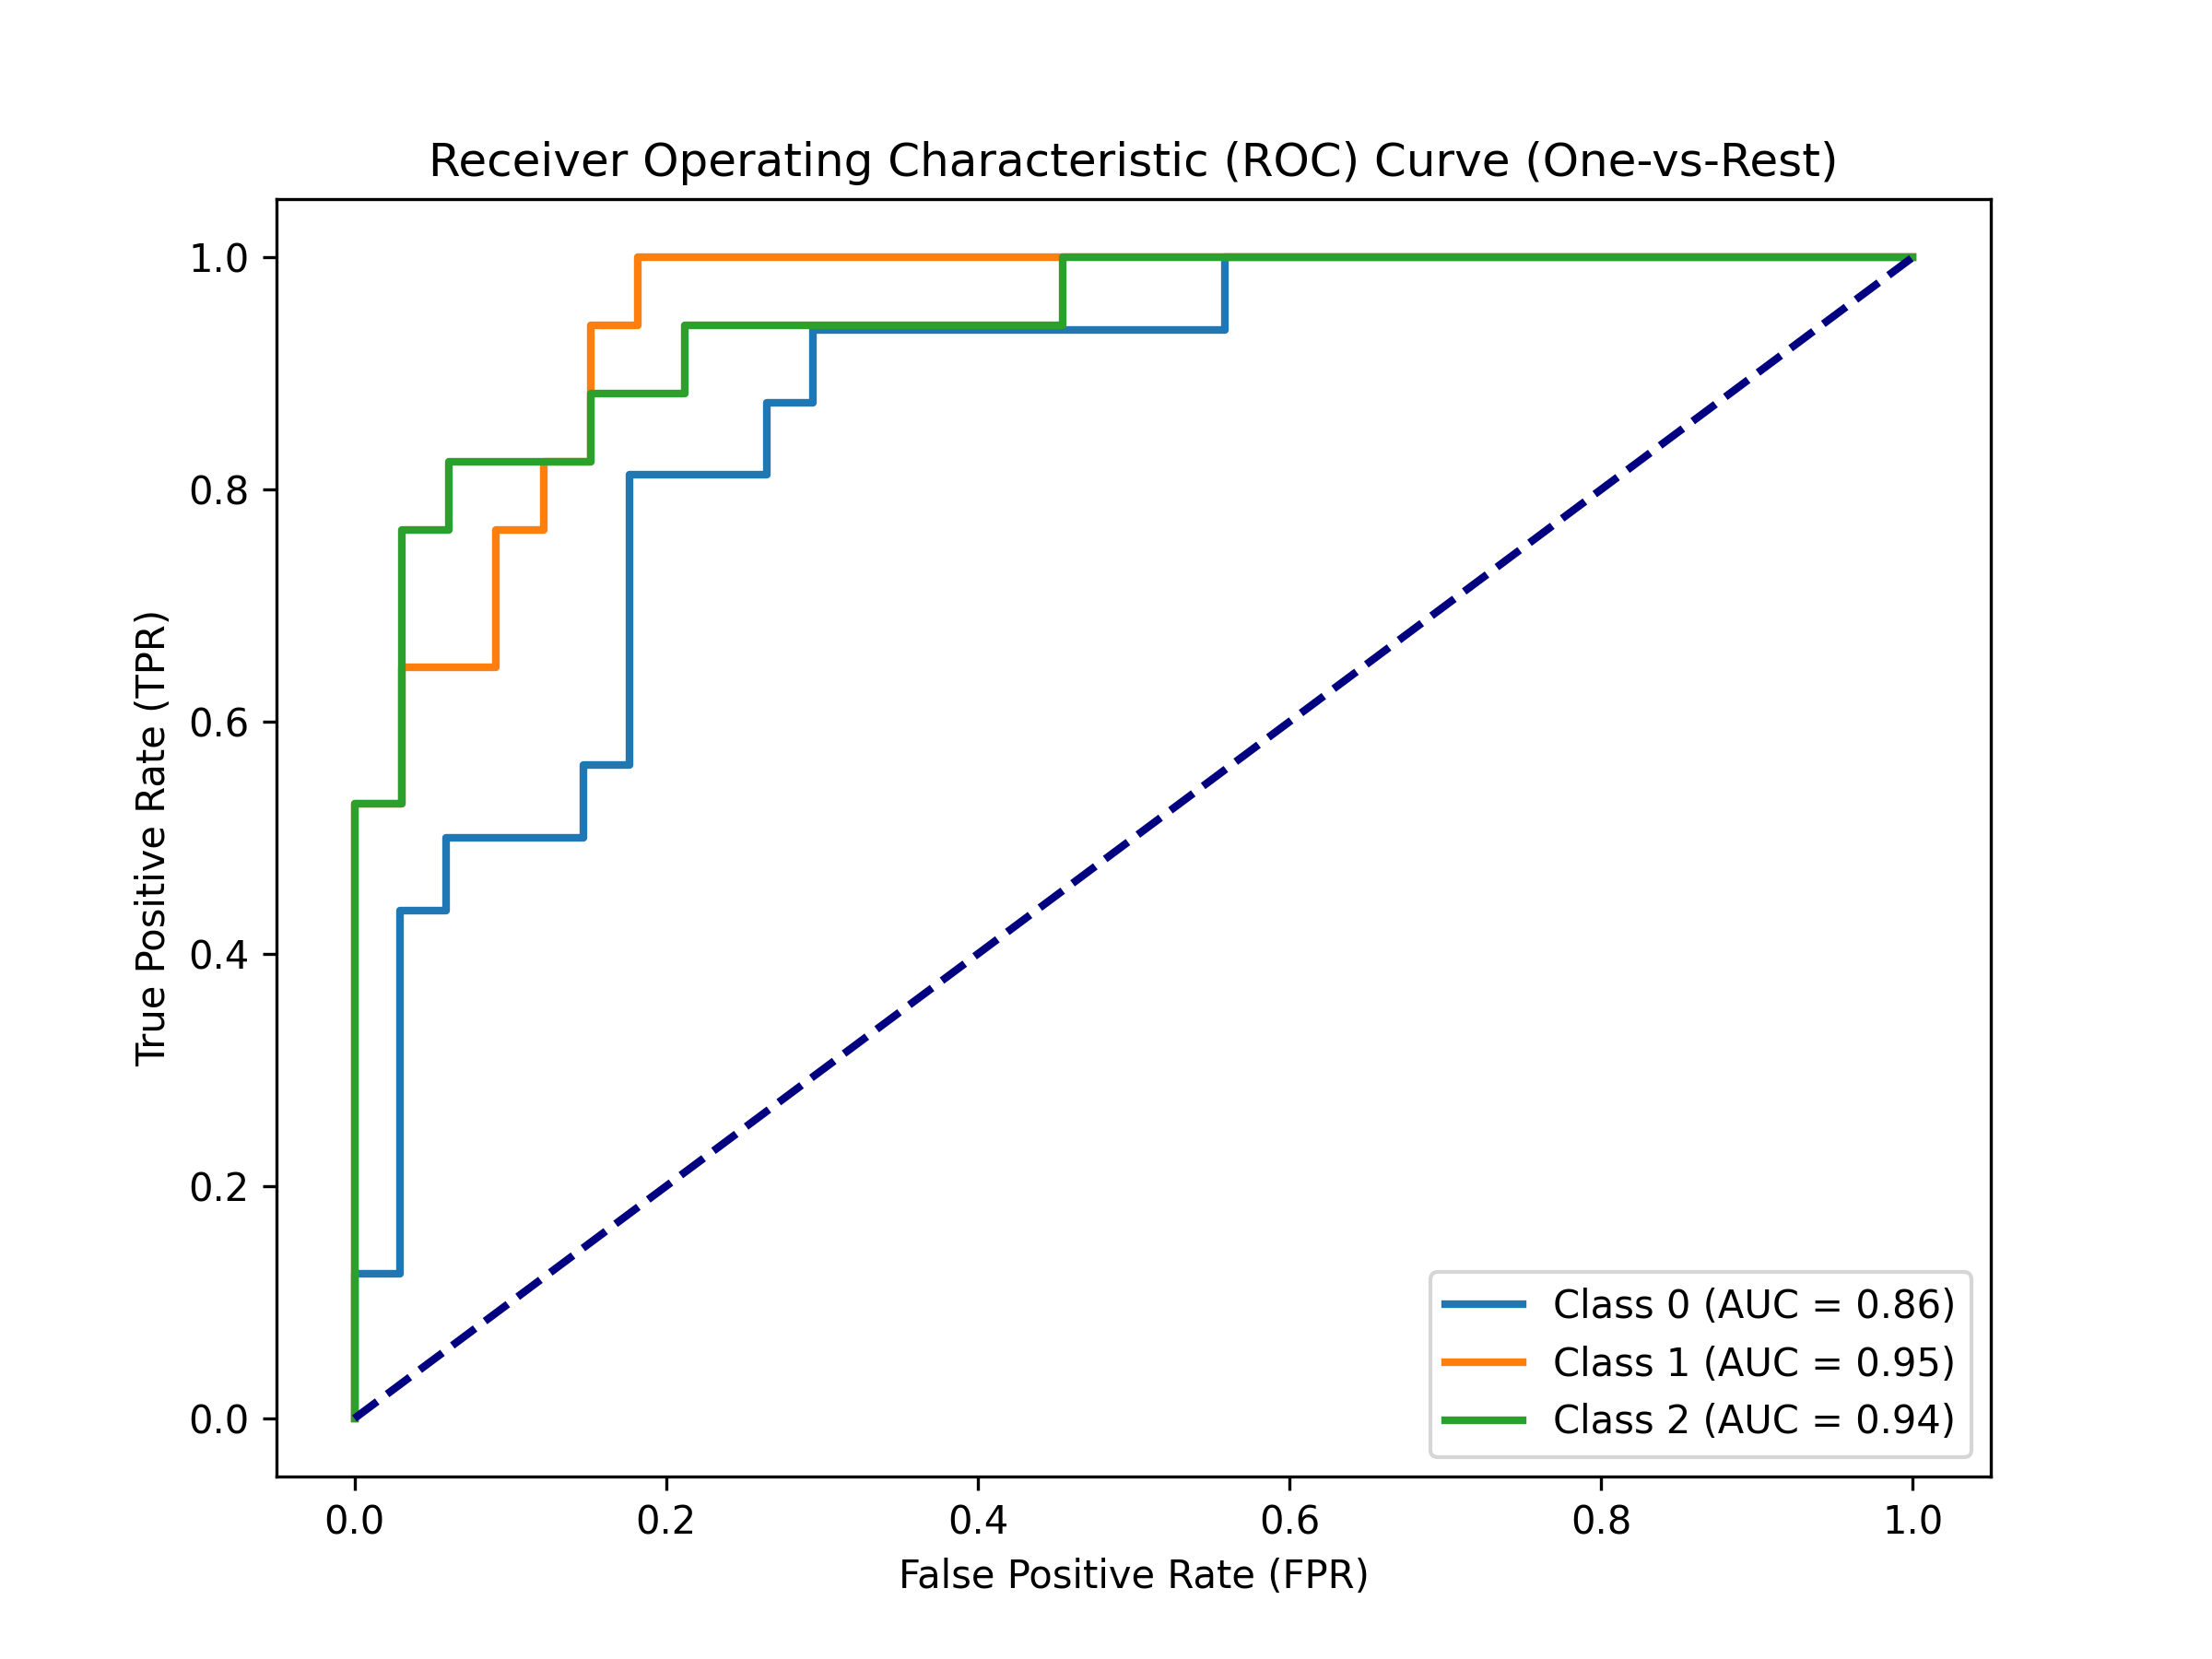 Receiver Operating Characteristic (ROC) Curve (One-vs-Rest)
1.0
0.8
0.6
0.4
0.2
0.0
True Positive Rate (TPR)
Class 0 (AUC = 0.86)
Class 1 (AUC = 0.95)
Class 2 (AUC = 0.94)
0.0 0.2 0.4 0.6 0.8 1.0
False Positive Rate (FPR)